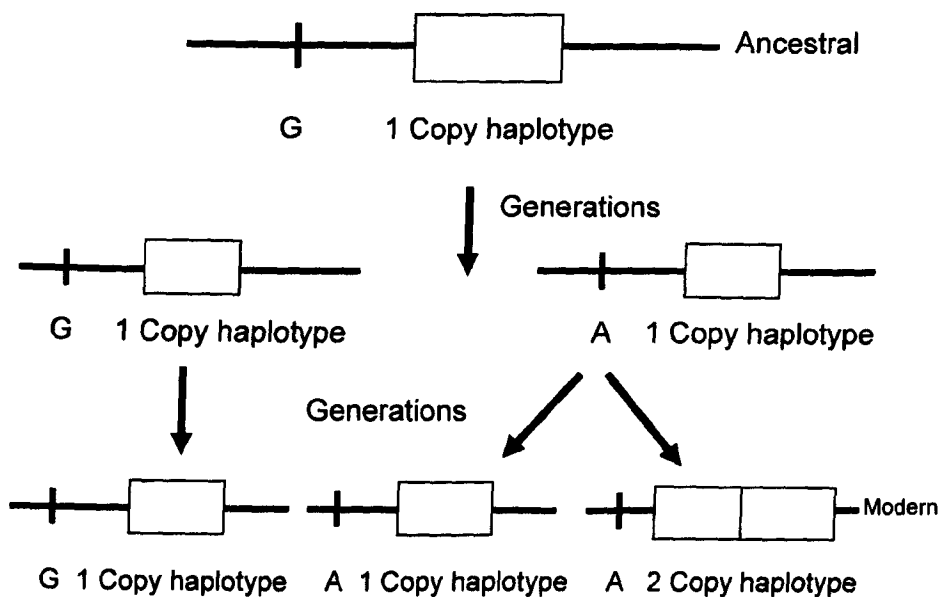 Ancestral
G 1 Copy haplotype
Generations
G 1 Copy haplotype
A 1 Copy haplotype
Generations
Modern
G 1 Copy haplotype
A 1 Copy haplotype
A 2 Copy haplotype